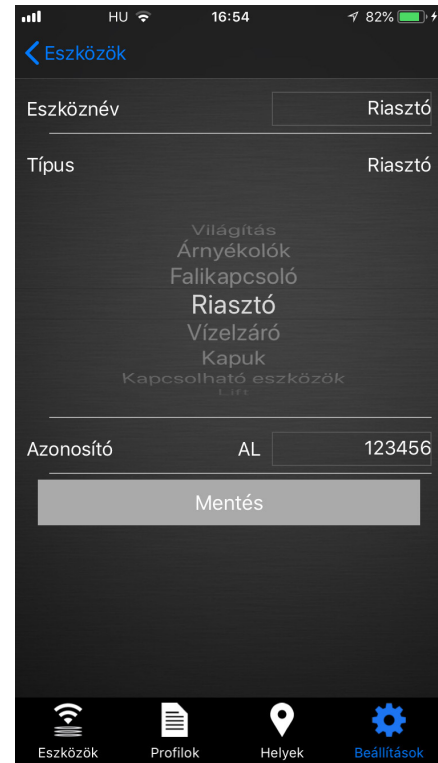 HU 16:54 82%
Eszközök
Eszköznév Riasztó
Típus Riasztó
Világítás
Árnyékolók
Falikapcsoló
Riasztó
Vízelzáró
Kapuk
Kapcsolható eszközök
Lift
Azonosító AL 123456
Mentés
Eszközök Profilok Helyek Beállítások